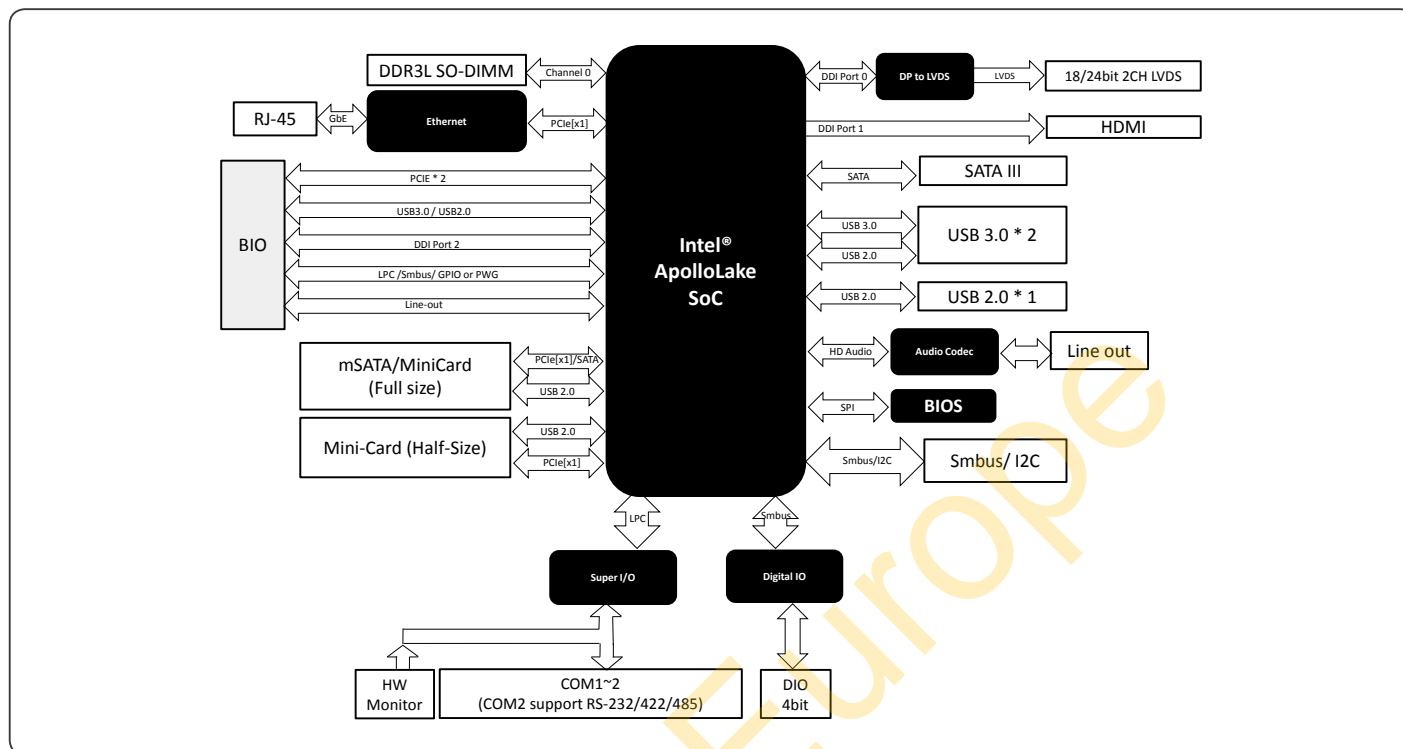 DDR3L SO-DIMM
Channel 0
RJ-45
GbE
Ethernet
PCIe[x1]
BIO
PCIE * 2
USB3.0 / USB2.0
DDI Port 2
LPC /Smbus/ GPIO or PWG
Line-out
mSATA/MiniCard
(Full size)
PCIe[x1]/SATA
USB 2.0
Mini-Card (Half-Size)
USB 2.0
PCIe[x1]
Intel®
ApolloLake
SoC
DDI Port 0
DP to LVDS
LVDS
18/24bit 2CH LVDS
DDI Port 1
HDMI
SATA
SATA III
USB 3.0
USB 2.0
USB 3.0 * 2
USB 2.0
USB 2.0 * 1
HD Audio
Audio Codec
Line out
SPI
BIOS
Smbus/I2C
Smbus/ I2C
LPC
Smbus
Super I/O
Digital IO
HW
Monitor
COM1~2
(COM2 support RS-232/422/485)
DIO
4bit
Europe